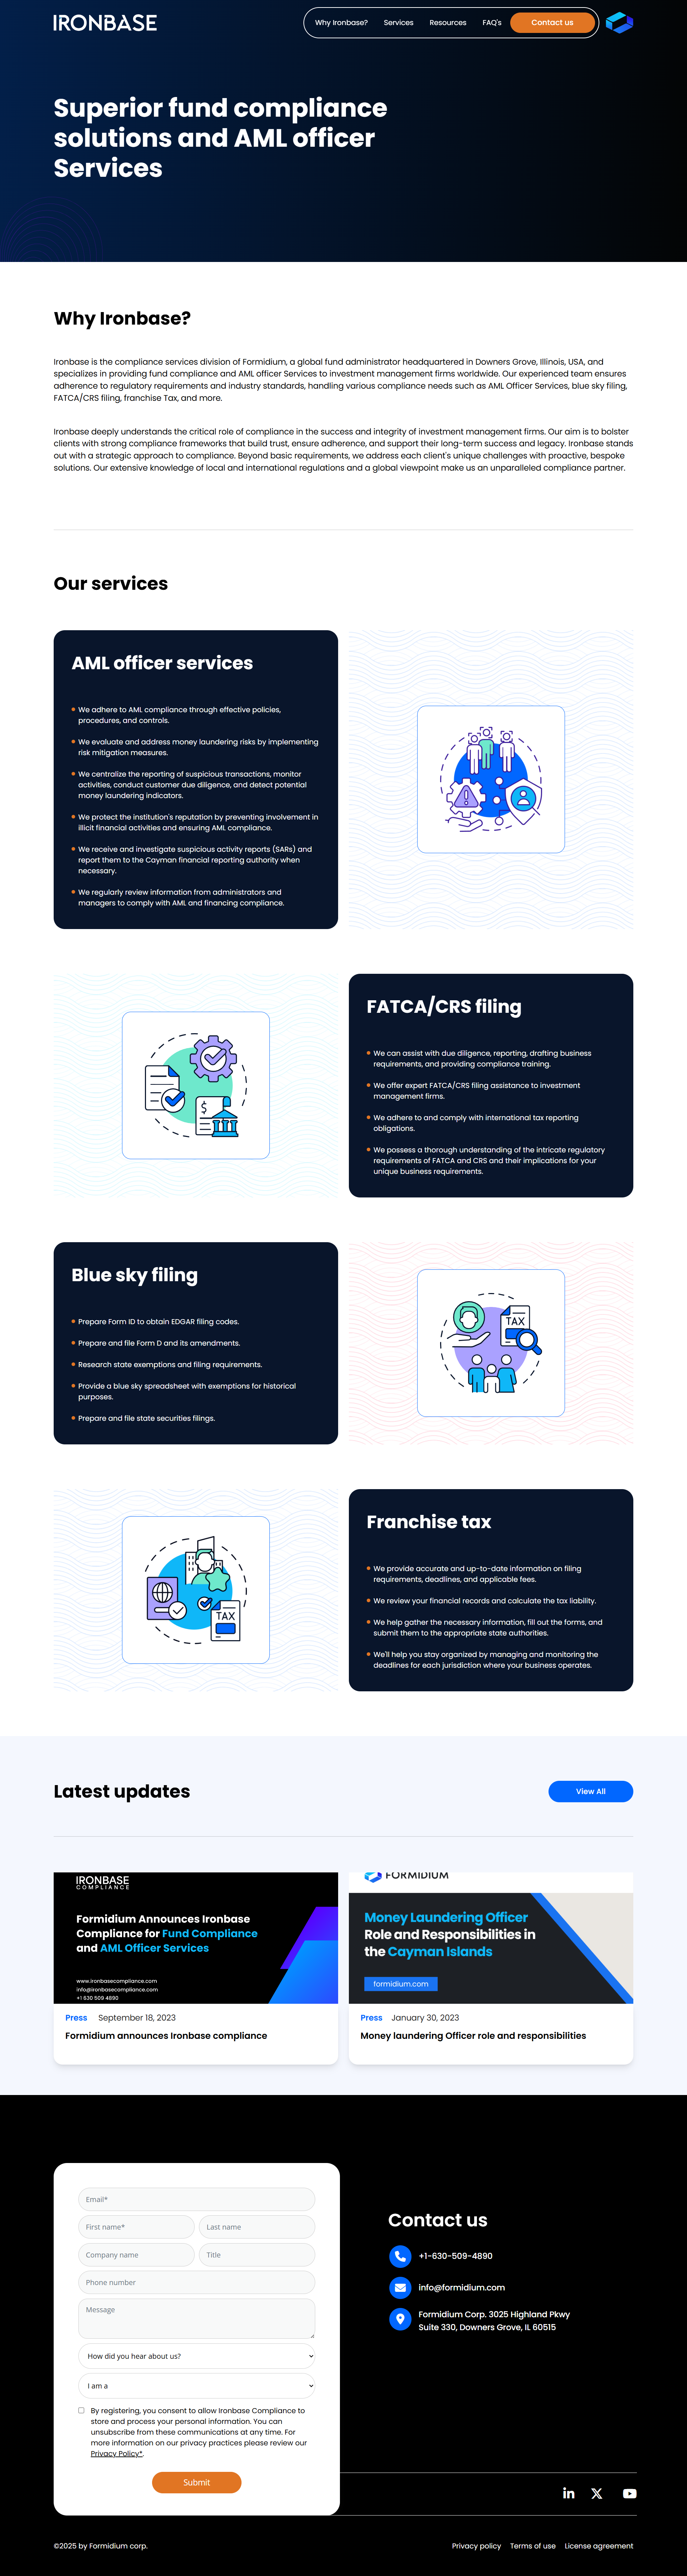 IRONBASE
Why Ironbase?
Services
Resources
FAQ's
Contact us
Superior fund compliance
solutions and AML officer
Services
Why Ironbase?
Ironbase is the compliance services division of Formidium, a global fund administrator headquartered in Downers Grove, Illinois, USA, and
specializes in providing fund compliance and AML officer Services to investment management firms worldwide. Our experienced team ensures
adherence to regulatory requirements and industry standards, handling various compliance needs such as AML Officer Services, blue sky filing,
FATCA/CRS filing, franchise Tax, and more.
Ironbase deeply understands the critical role of compliance in the success and integrity of investment management firms. Our aim is to bolster
clients with strong compliance frameworks that build trust, ensure adherence, and support their long-term success and legacy. Ironbase stands
out with a strategic approach to compliance. Beyond basic requirements, we address each client's unique challenges with proactive, bespoke
solutions. Our extensive knowledge of local and international regulations and a global viewpoint make us an unparalleled compliance partner.
Our services
AML officer services
We adhere to AML compliance through effective policies,
procedures, and controls.
We evaluate and address money laundering risks by implementing
risk mitigation measures.
We centralize the reporting of suspicious transactions, monitor
activities, conduct customer due diligence, and detect potential
money laundering indicators.
We protect the institution's reputation by preventing involvement in
illicit financial activities and ensuring AML compliance.
We receive and investigate suspicious activity reports (SARs) and
report them to the Cayman financial reporting authority when
necessary.
We regularly review information from administrators and
managers to comply with AML and financing compliance.
FATCA/CRS filing
We can assist with due diligence, reporting, drafting business
requirements, and providing compliance training.
We offer expert FATCA/CRS filing assistance to investment
management firms.
We adhere to and comply with international tax reporting
obligations.
We possess a thorough understanding of the intricate regulatory
requirements of FATCA and CRS and their implications for your
unique business requirements.
$
Blue sky filing
Prepare Form ID to obtain EDGAR filing codes.
Prepare and file Form D and its amendments.
Research state exemptions and filing requirements.
Provide a blue sky spreadsheet with exemptions for historical
purposes.
Prepare and file state securities filings.
TAX
Franchise tax
We provide accurate and up-to-date information on filing
requirements, deadlines, and applicable fees.
We review your financial records and calculate the tax liability.
We help gather the necessary information, fill out the forms, and
submit them to the appropriate state authorities.
We'll help you stay organized by managing and monitoring the
deadlines for each jurisdiction where your business operates.
TAX
Latest updates
View All
IRONBASE
COMPLIANCE
Formidium Announces Ironbase
Compliance for Fund Compliance
and AML Officer Services
www.ironbasecompliance.com
info@ironbasecompliance.com
+1 630 509 4890
Press September 18, 2023
Formidium announces Ironbase compliance
FORMIDIUM
Money Laundering Officer
Role and Responsibilities in
the Cayman Islands
formidium.com
Press January 30, 2023
Money laundering Officer role and responsibilities
Email*
First name*
Last name
Company name
Title
Phone number
Message
How did you hear about us?
I am a
By registering, you consent to allow Ironbase Compliance to
store and process your personal information. You can
unsubscribe from these communications at any time. For
more information on our privacy practices please review our
Privacy Policy*.
Submit
Contact us
+1-630-509-4890
info@formidium.com
Formidium Corp. 3025 Highland Pkwy
Suite 330, Downers Grove, IL 60515
©2025 by Formidium corp.
Privacy policy
Terms of use
License agreement